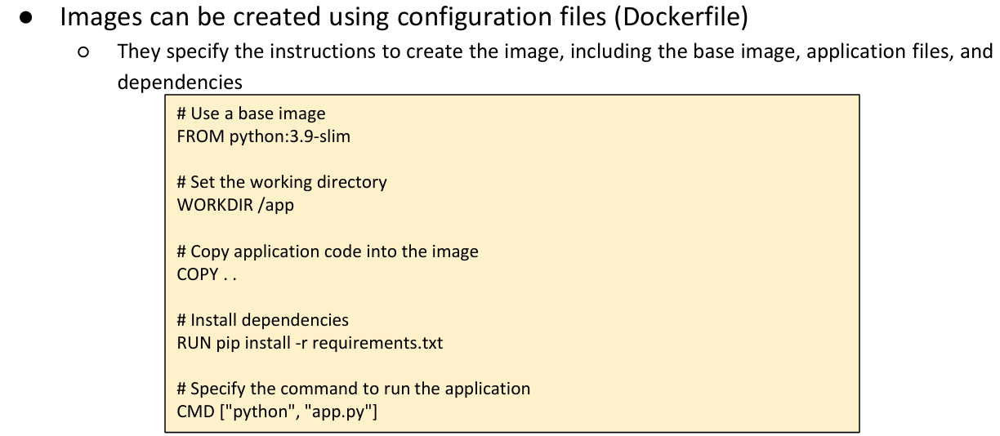 ● Images can be created using configuration files (Dockerfile)
○ They specify the instructions to create the image, including the base image, application files, and
dependencies
# Use a base image
FROM python:3.9-slim
# Set the working directory
WORKDIR /app
# Copy application code into the image
COPY . .
# Install dependencies
RUN pip install -r requirements.txt
# Specify the command to run the application
CMD ["python", "app.py"]